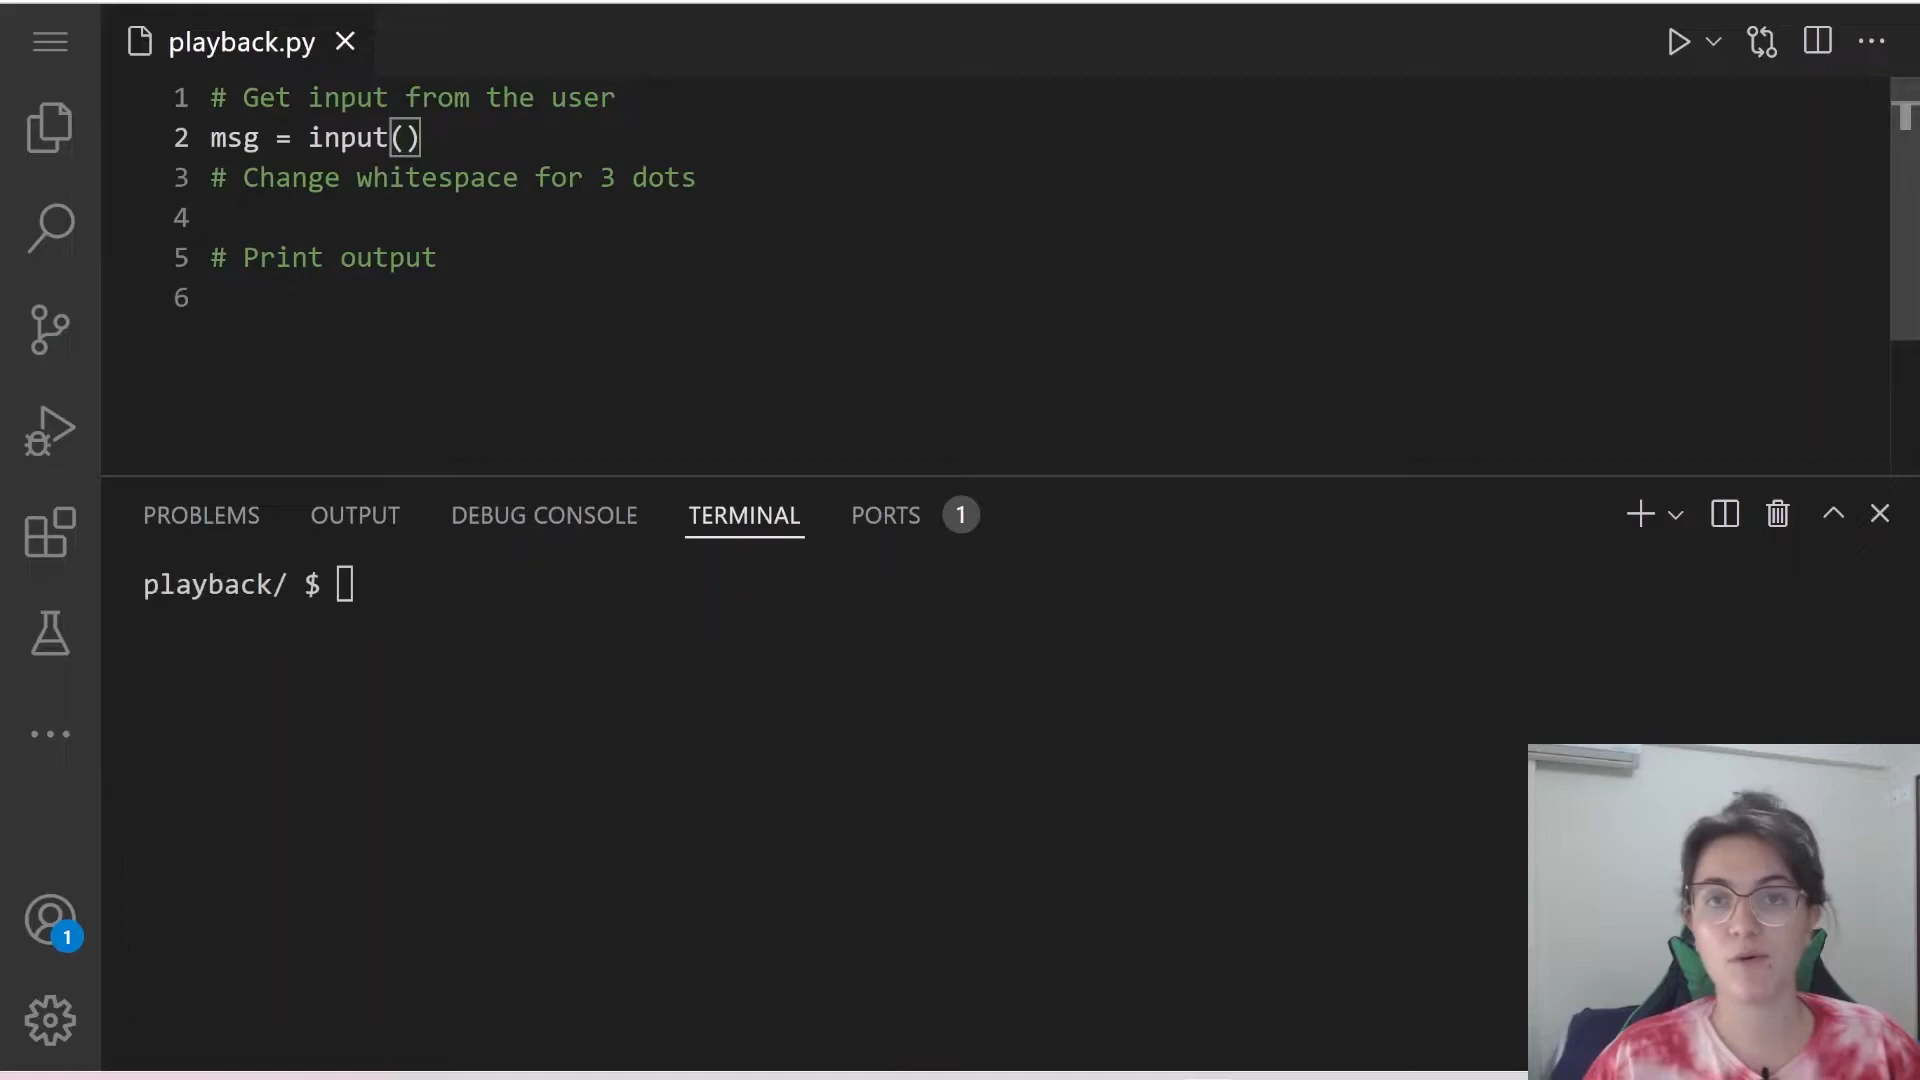 playback.py
1 # Get input from the user
2 msg = input()
3 # Change whitespace for 3 dots
4
5 # Print output
6
PROBLEMS OUTPUT DEBUG CONSOLE TERMINAL PORTS 1
playback/ $
1